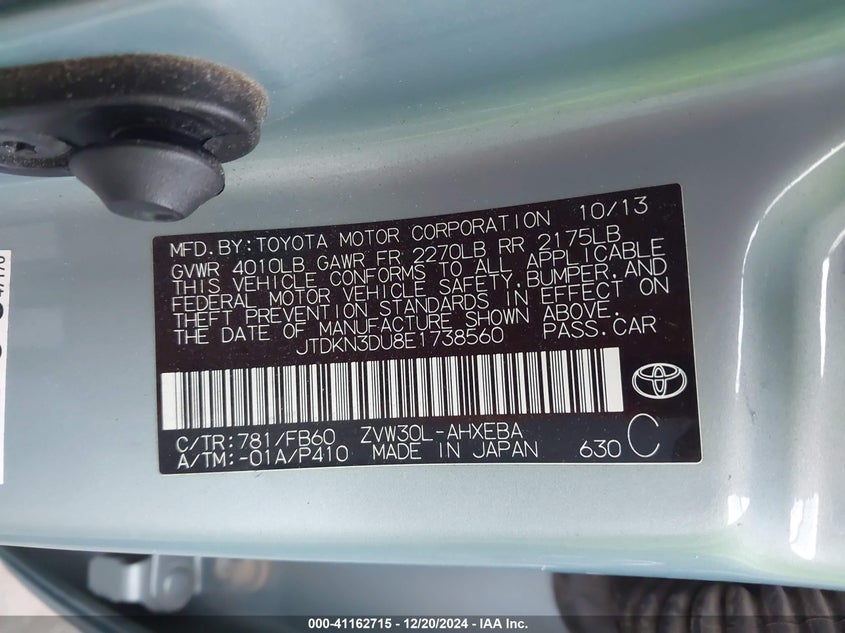 MFD. BY: TOYOTA MOTOR CORPORATION 10/13
GVWR 4010LB GAWR FR 2270LB RR 2175LB
THIS VEHICLE CONFORMS TO ALL APPLICABLE
FEDERAL MOTOR VEHICLE SAFETY, BUMPER, AND
THEFT PREVENTION STANDARDS IN EFFECT ON
THE DATE OF MANUFACTURE SHOWN ABOVE.
JTDKN3DU8E1738560 PASS. CAR
C/TR: 781/FB60 ZVW30L-AHXEBA
A/TM: -01A/P410 MADE IN JAPAN 630 C
000-41162715 - 12/20/2024 - IAA Inc.